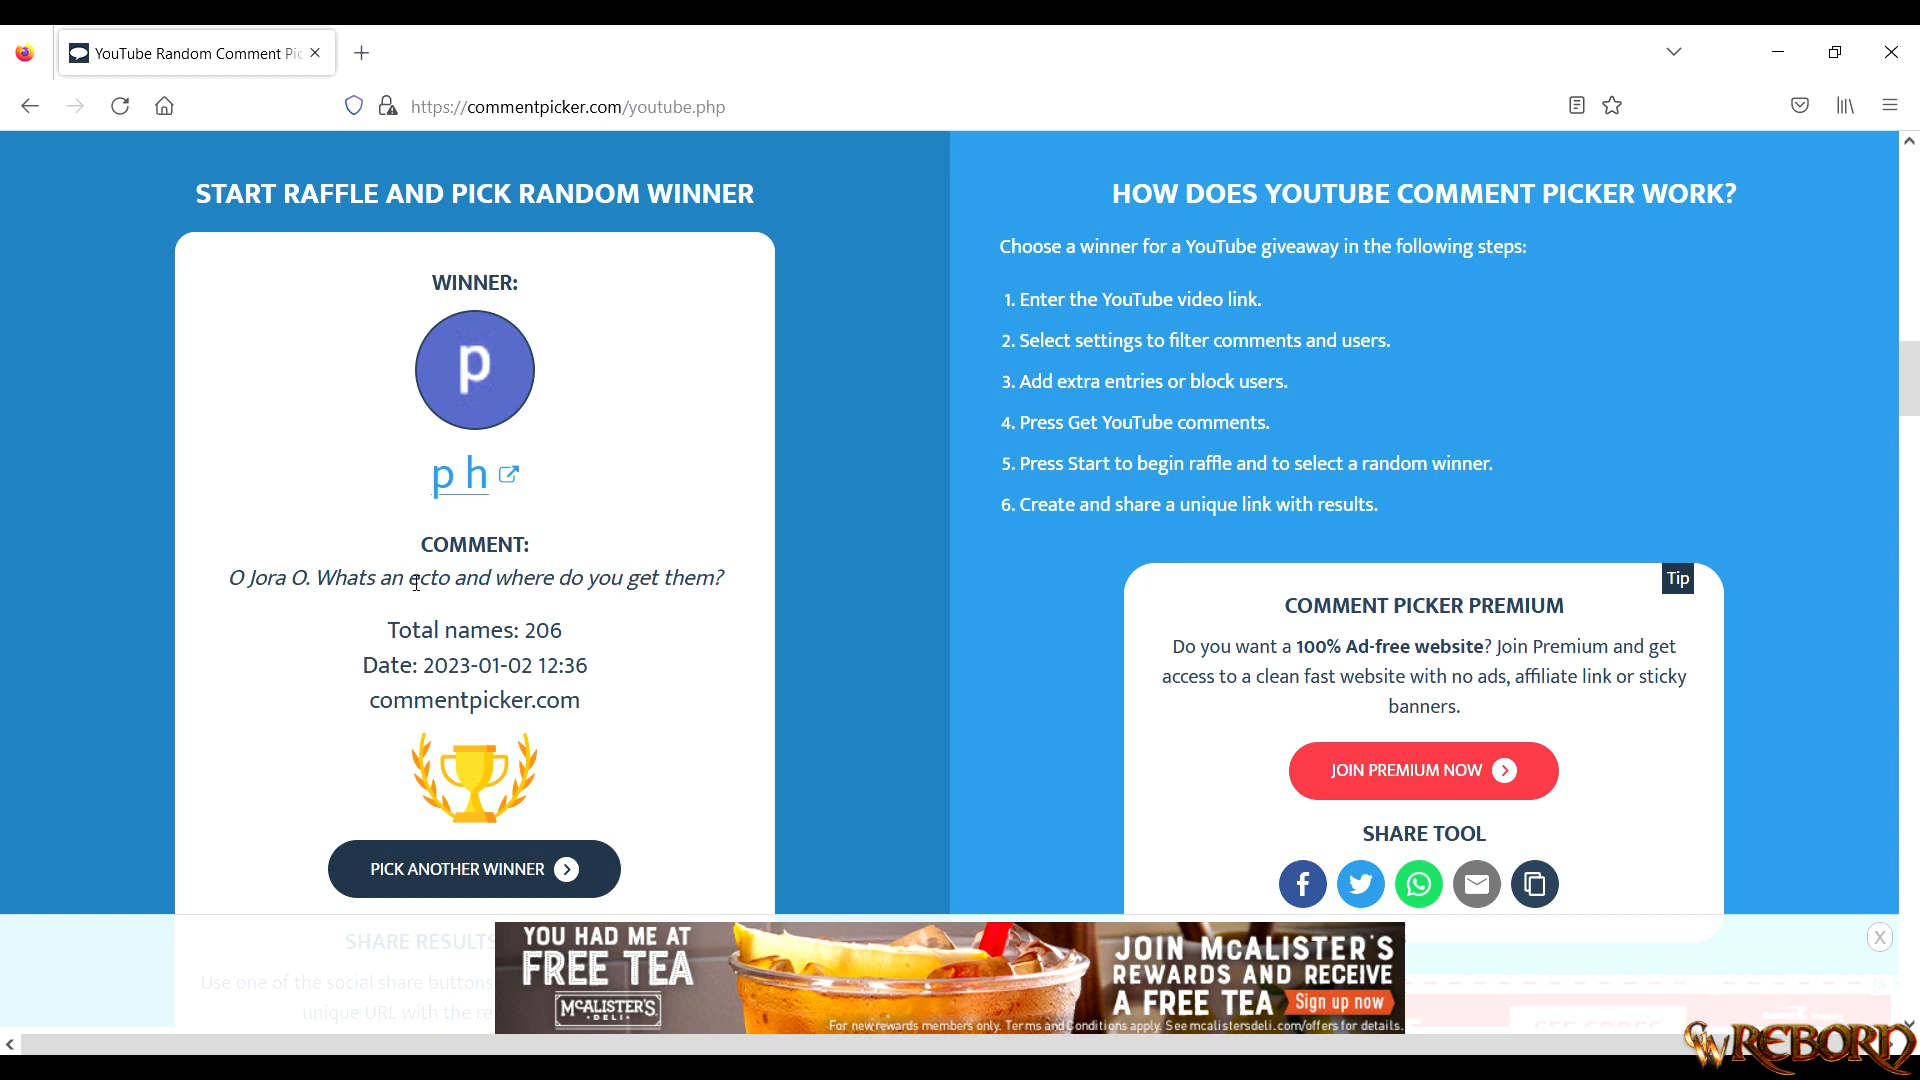 YouTube Random Comment Pic
https://commentpicker.com/youtube.php
START RAFFLE AND PICK RANDOM WINNER
WINNER:
p
p h
COMMENT:
O Jora O. Whats an ecto and where do you get them?
Total names: 206
Date: 2023-01-02 12:36
commentpicker.com
PICK ANOTHER WINNER
SHARE RESULTS
Use one of the social share buttons
unique URL with the re
HOW DOES YOUTUBE COMMENT PICKER WORK?
Choose a winner for a YouTube giveaway in the following steps:
1. Enter the YouTube video link.
2. Select settings to filter comments and users.
3. Add extra entries or block users.
4. Press Get YouTube comments.
5. Press Start to begin raffle and to select a random winner.
6. Create and share a unique link with results.
Tip
COMMENT PICKER PREMIUM
Do you want a 100% Ad-free website? Join Premium and get
access to a clean fast website with no ads, affiliate link or sticky
banners.
JOIN PREMIUM NOW
SHARE TOOL
X
YOU HAD ME AT
FREE TEA
McALISTER'S
DELI
JOIN McALISTER'S
REWARDS AND RECEIVE
A FREE TEA
Sign up now
For new rewards members only. Terms and Conditions apply. See mcalistersdeli.com/offers for details.
GW REBORN